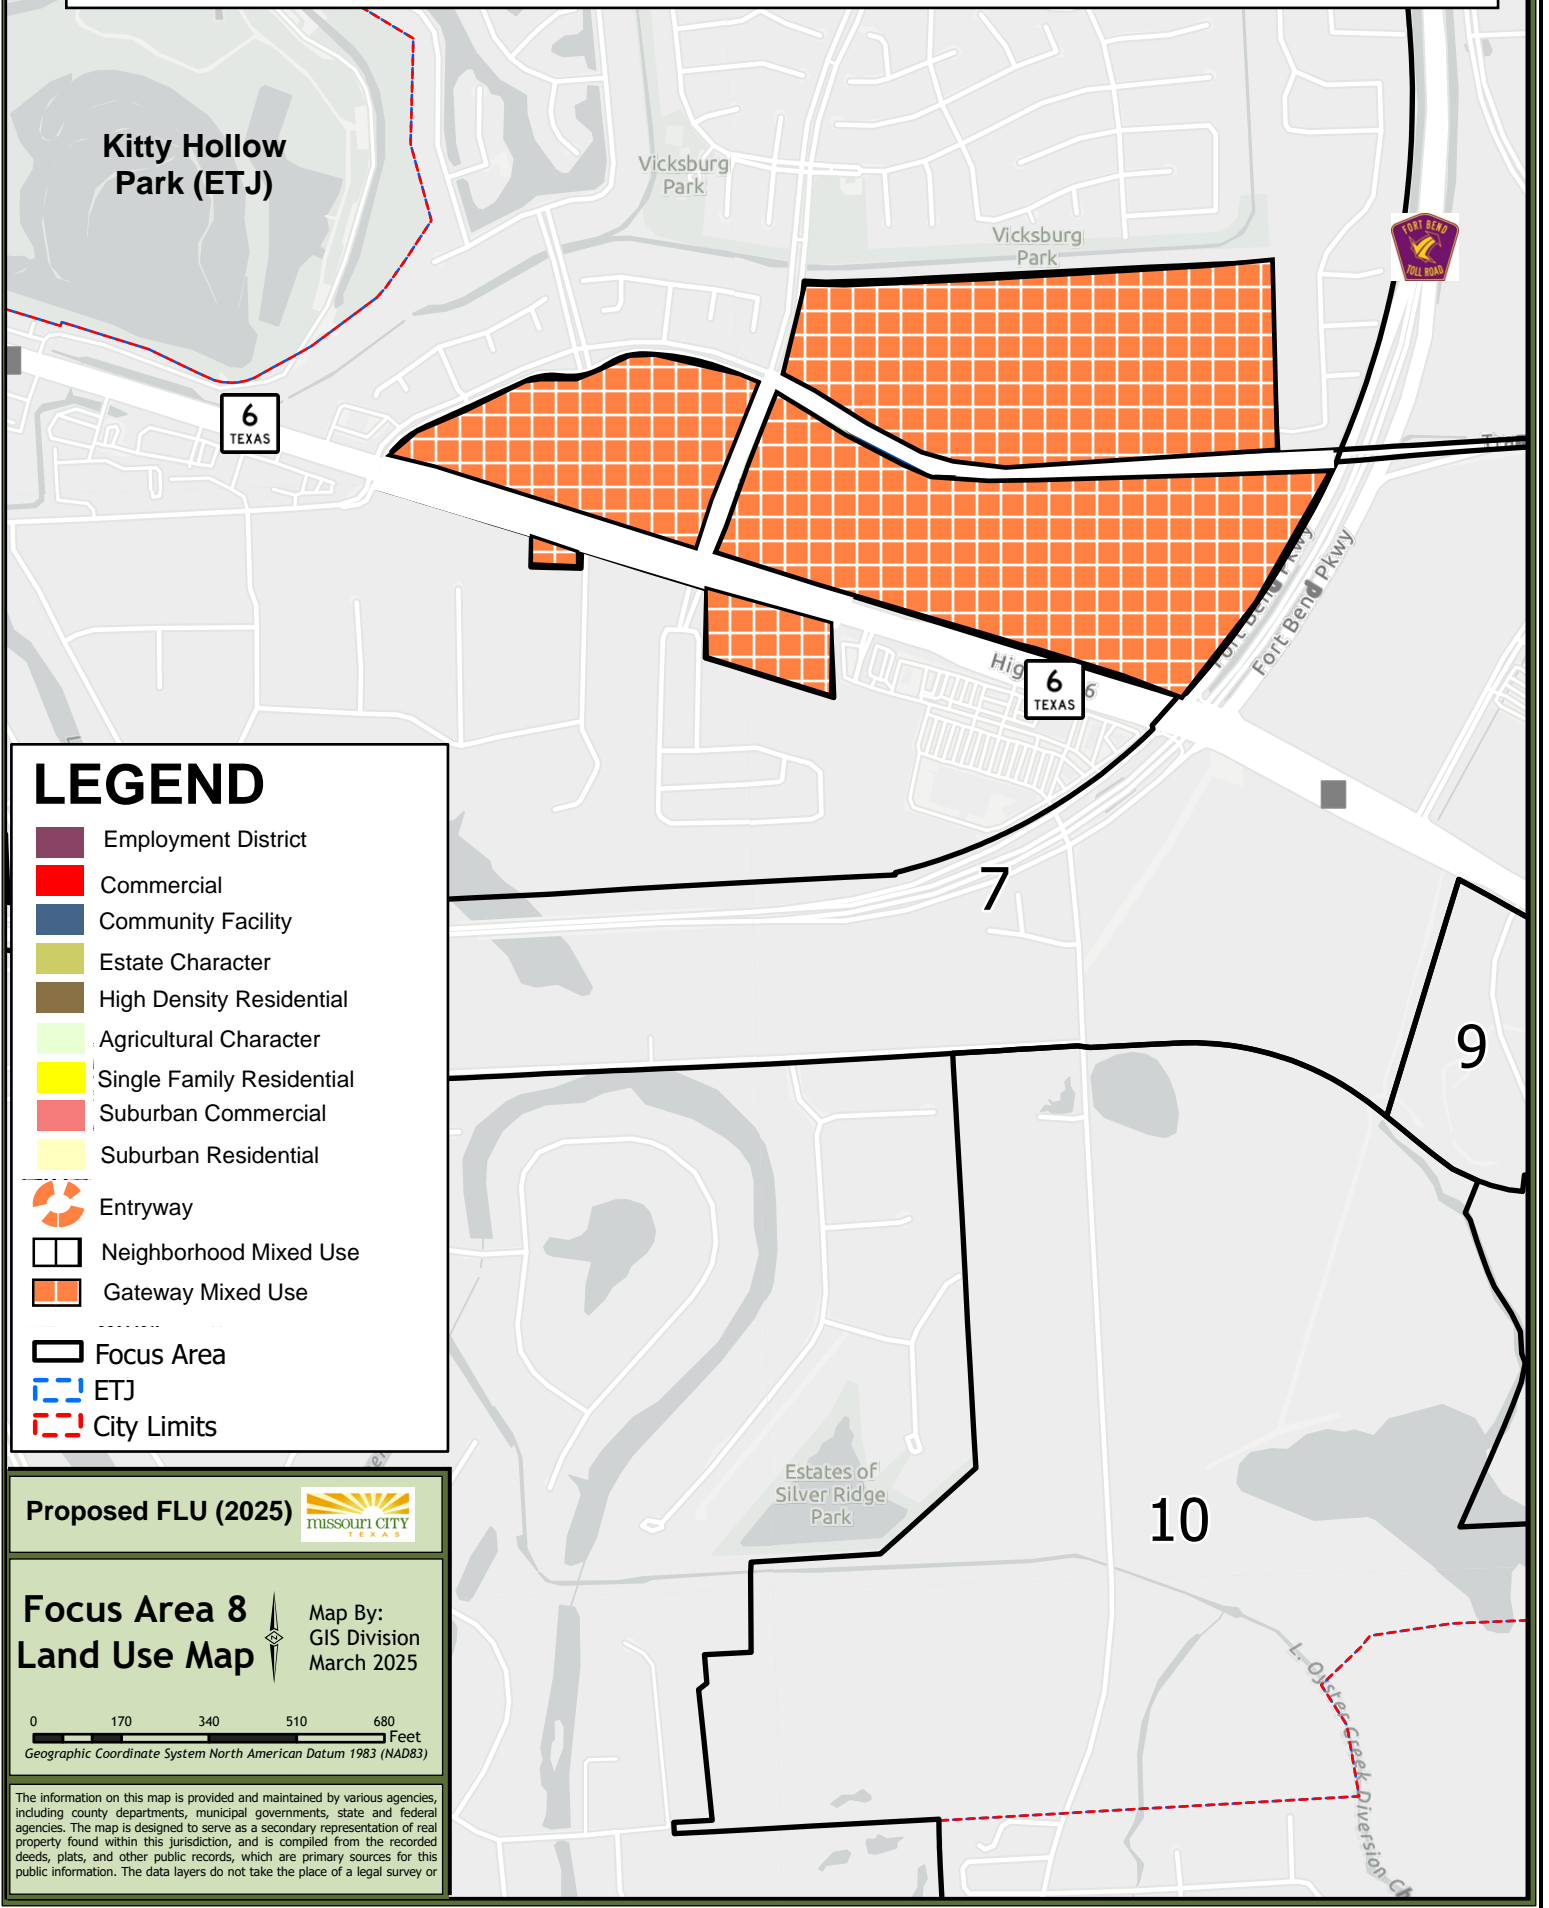 Kitty Hollow
Park (ETJ)
Vicksburg
Park
Vicksburg
Park
FORT BEND
TOLL ROAD
6
TEXAS
Fort Bend Pkwy
Fort Bend Pkwy
6
TEXAS
6
7
9
10
LEGEND
Employment District
Commercial
Community Facility
Estate Character
High Density Residential
Agricultural Character
Single Family Residential
Suburban Commercial
Suburban Residential
Entryway
Neighborhood Mixed Use
Gateway Mixed Use
Focus Area
ETJ
City Limits
Estates of
Silver Ridge
Park
L. Oyster Creek Diversion
Proposed FLU (2025)
missouri CITY
TEXAS
Focus Area 8
Land Use Map
N
Map By:
GIS Division
March 2025
0 170 340 510 680
Feet
Geographic Coordinate System North American Datum 1983 (NAD83)
The information on this map is provided and maintained by various agencies,
including county departments, municipal governments, state and federal
agencies. The map is designed to serve as a secondary representation of real
property found within this jurisdiction, and is compiled from the recorded
deeds, plats, and other public records, which are primary sources for this
public information. The data layers do not take the place of a legal survey or